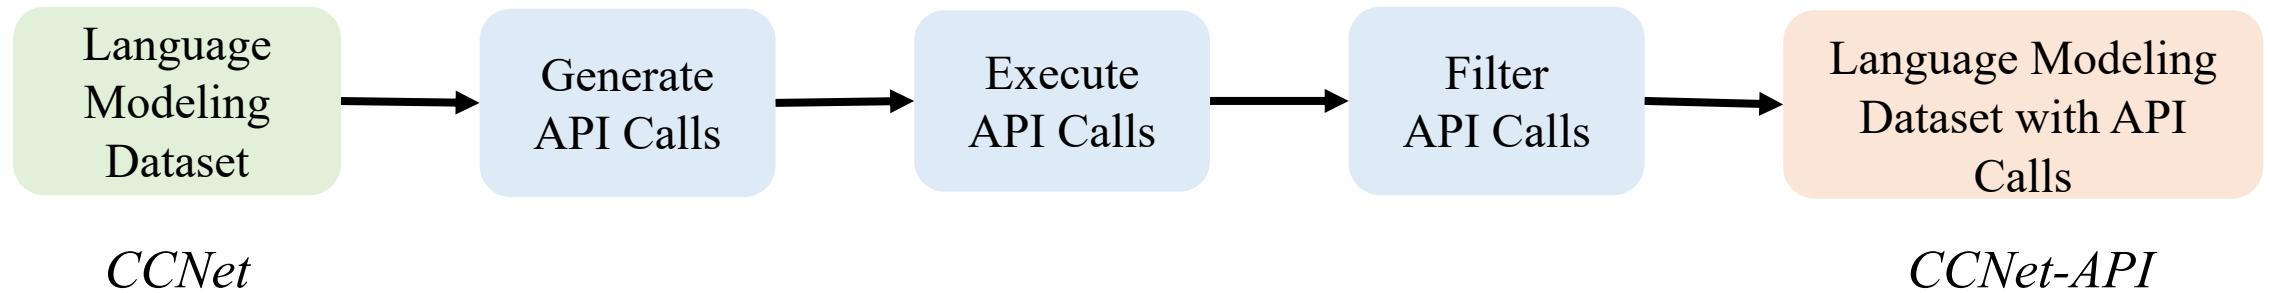 Language
Modeling
Dataset
Generate
API Calls
Execute
API Calls
Filter
API Calls
Language Modeling
Dataset with API
Calls
CCNet
CCNet-API